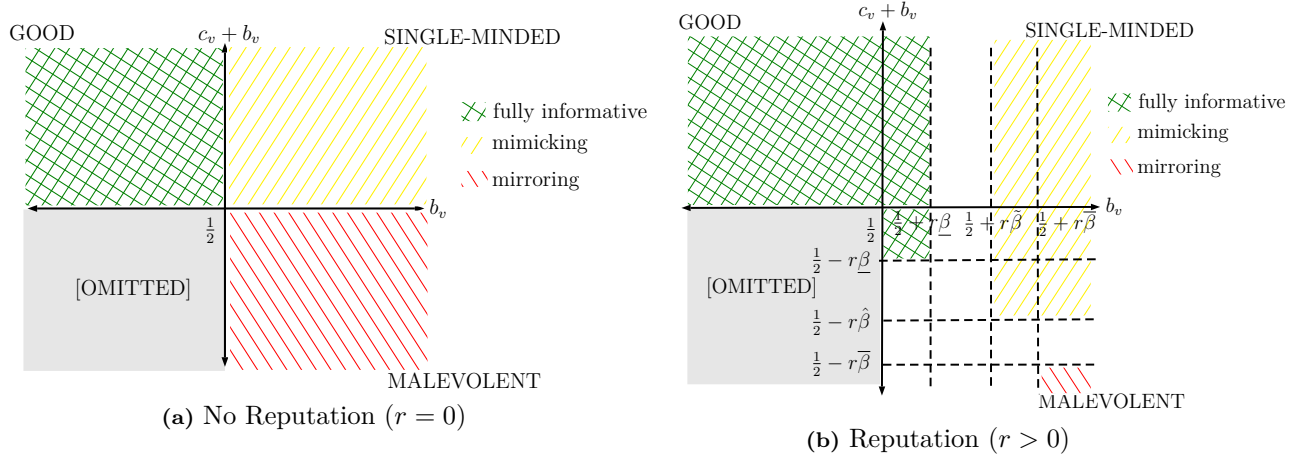 GOOD
c_v + b_v
SINGLE-MINDED
fully informative
mimicking
mirroring
b_v
1/2
[OMITTED]
MALEVOLENT
(a) No Reputation (r = 0)
c_v + b_v
GOOD
SINGLE-MINDED
fully informative
mimicking
mirroring
b_v
1/2
1/2 + rβ̲
1/2 + rβ̃
1/2 + rβ̅
1/2 − rβ̲
[OMITTED]
1/2 − rβ̂
1/2 − rβ̅
MALEVOLENT
(b) Reputation (r > 0)